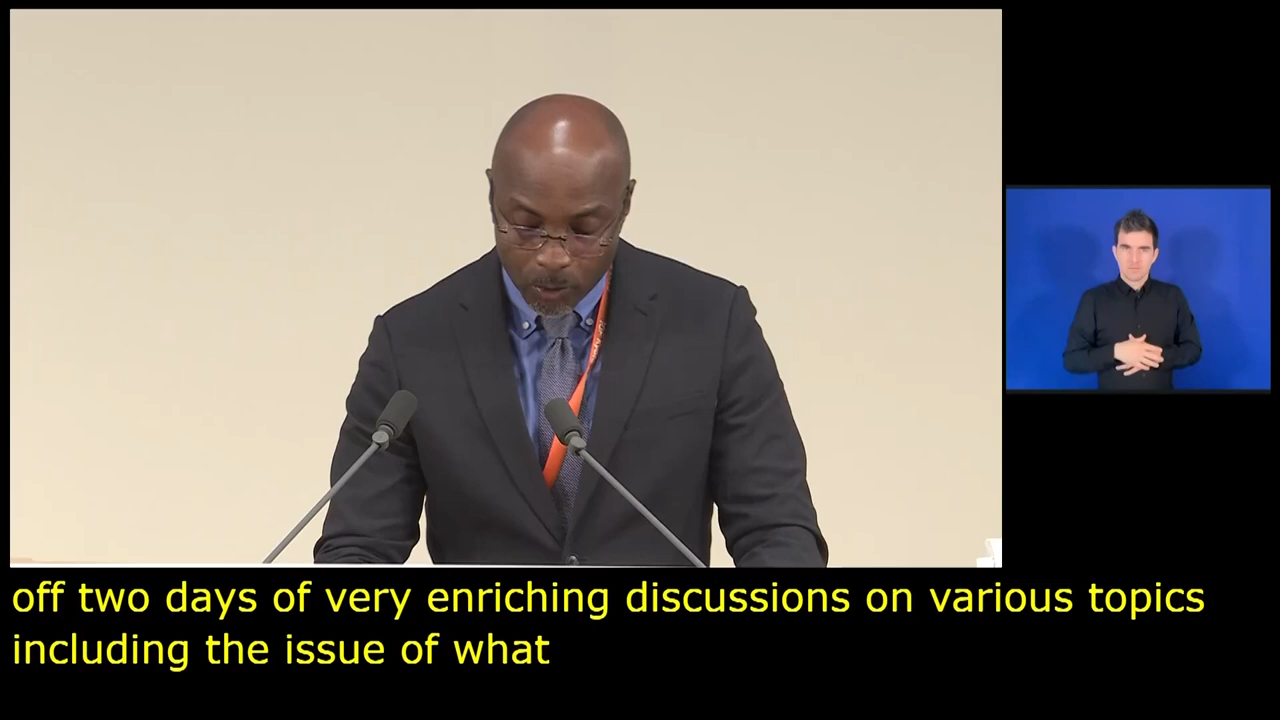 off two days of very enriching discussions on various topics
including the issue of what